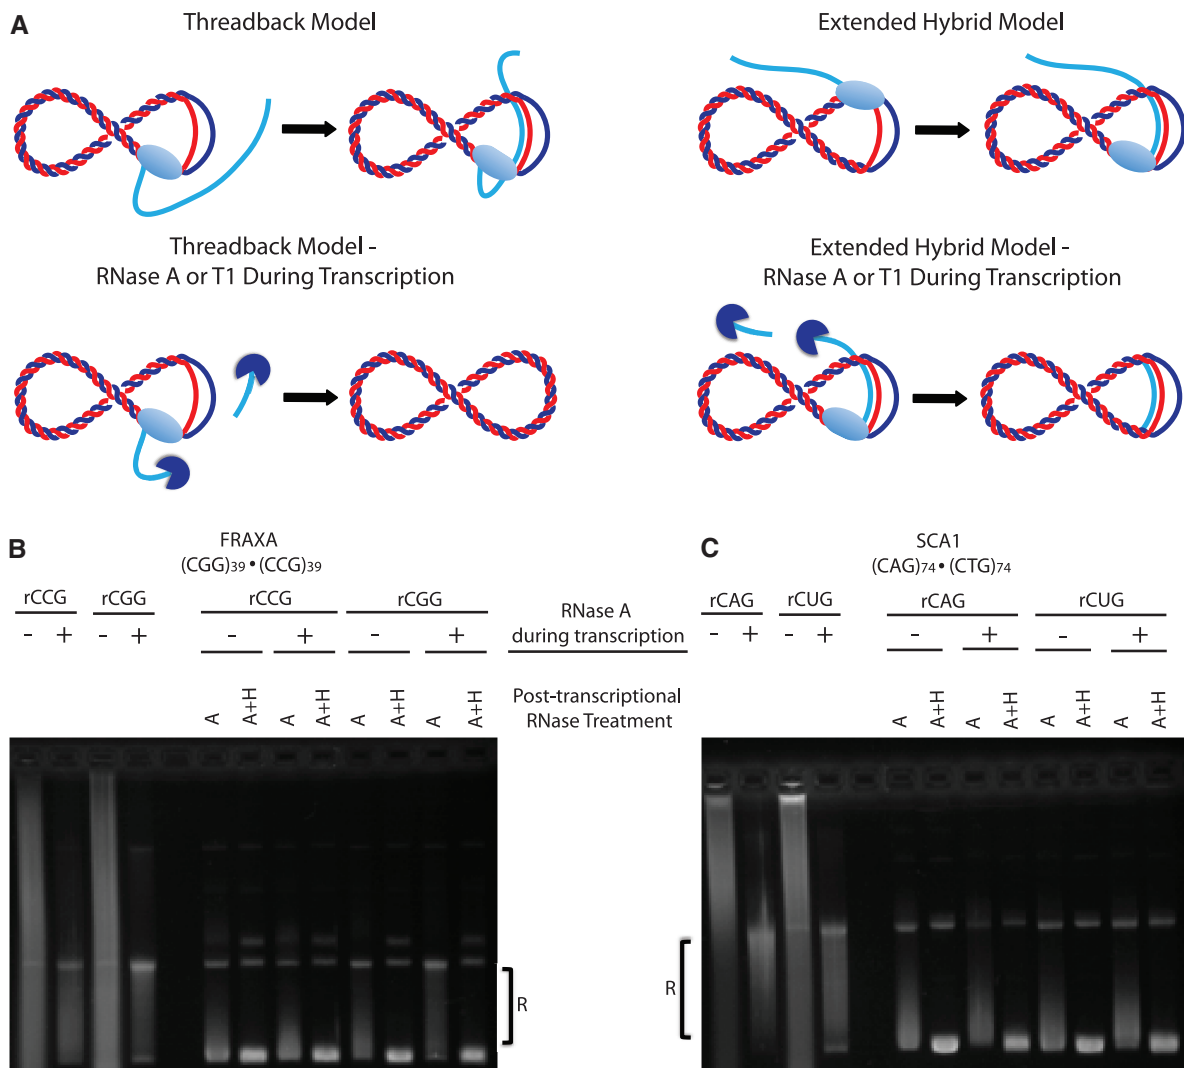 A
Threadback Model
Extended Hybrid Model
Threadback Model -
RNase A or T1 During Transcription
Extended Hybrid Model -
RNase A or T1 During Transcription
B
FRAXA
(CGG)39 • (CCG)39
rCCG rCGG rCCG rCGG
- + - + - + - +
RNase A
during transcription
A A+H A A+H A A+H A A+H
Post-transcriptional
RNase Treatment
R
C
SCA1
(CAG)74 • (CTG)74
rCAG rCUG rCAG rCUG
- + - + - + - +
A A+H A A+H A A+H A A+H
R